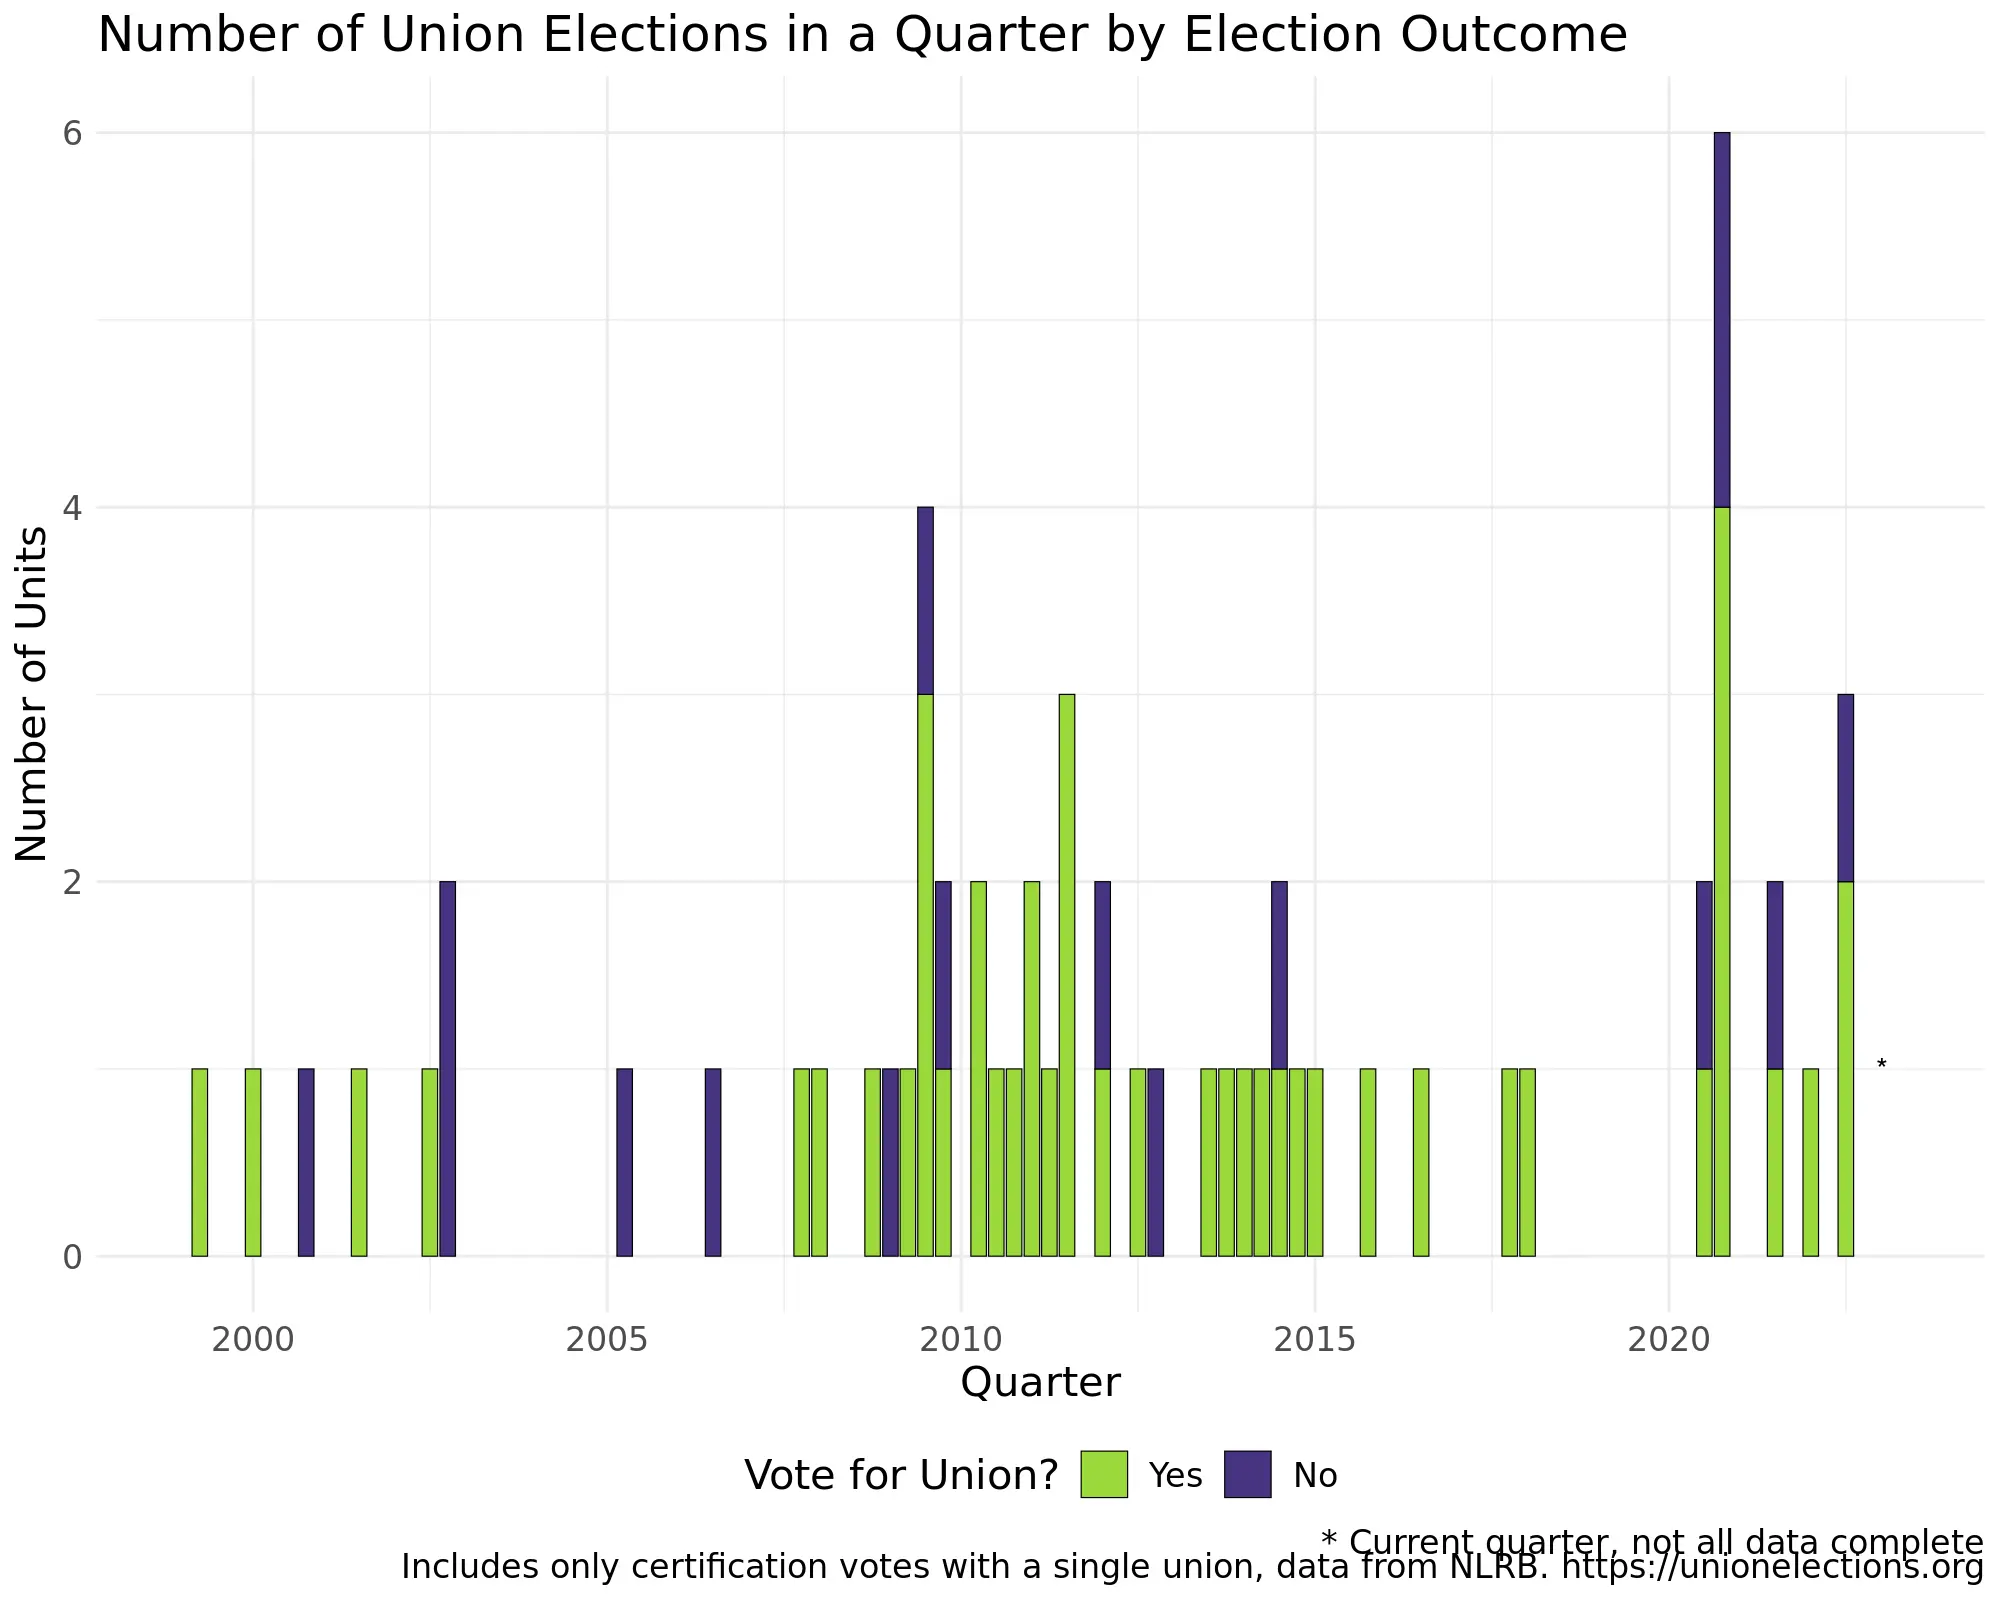 Number of Union Elections in a Quarter by Election Outcome
6
4
2
0
Number of Units
*
2000 2005 2010 2015 2020
Quarter
Vote for Union? Yes No
* Current quarter, not all data complete
Includes only certification votes with a single union, data from NLRB. https://unionelections.org